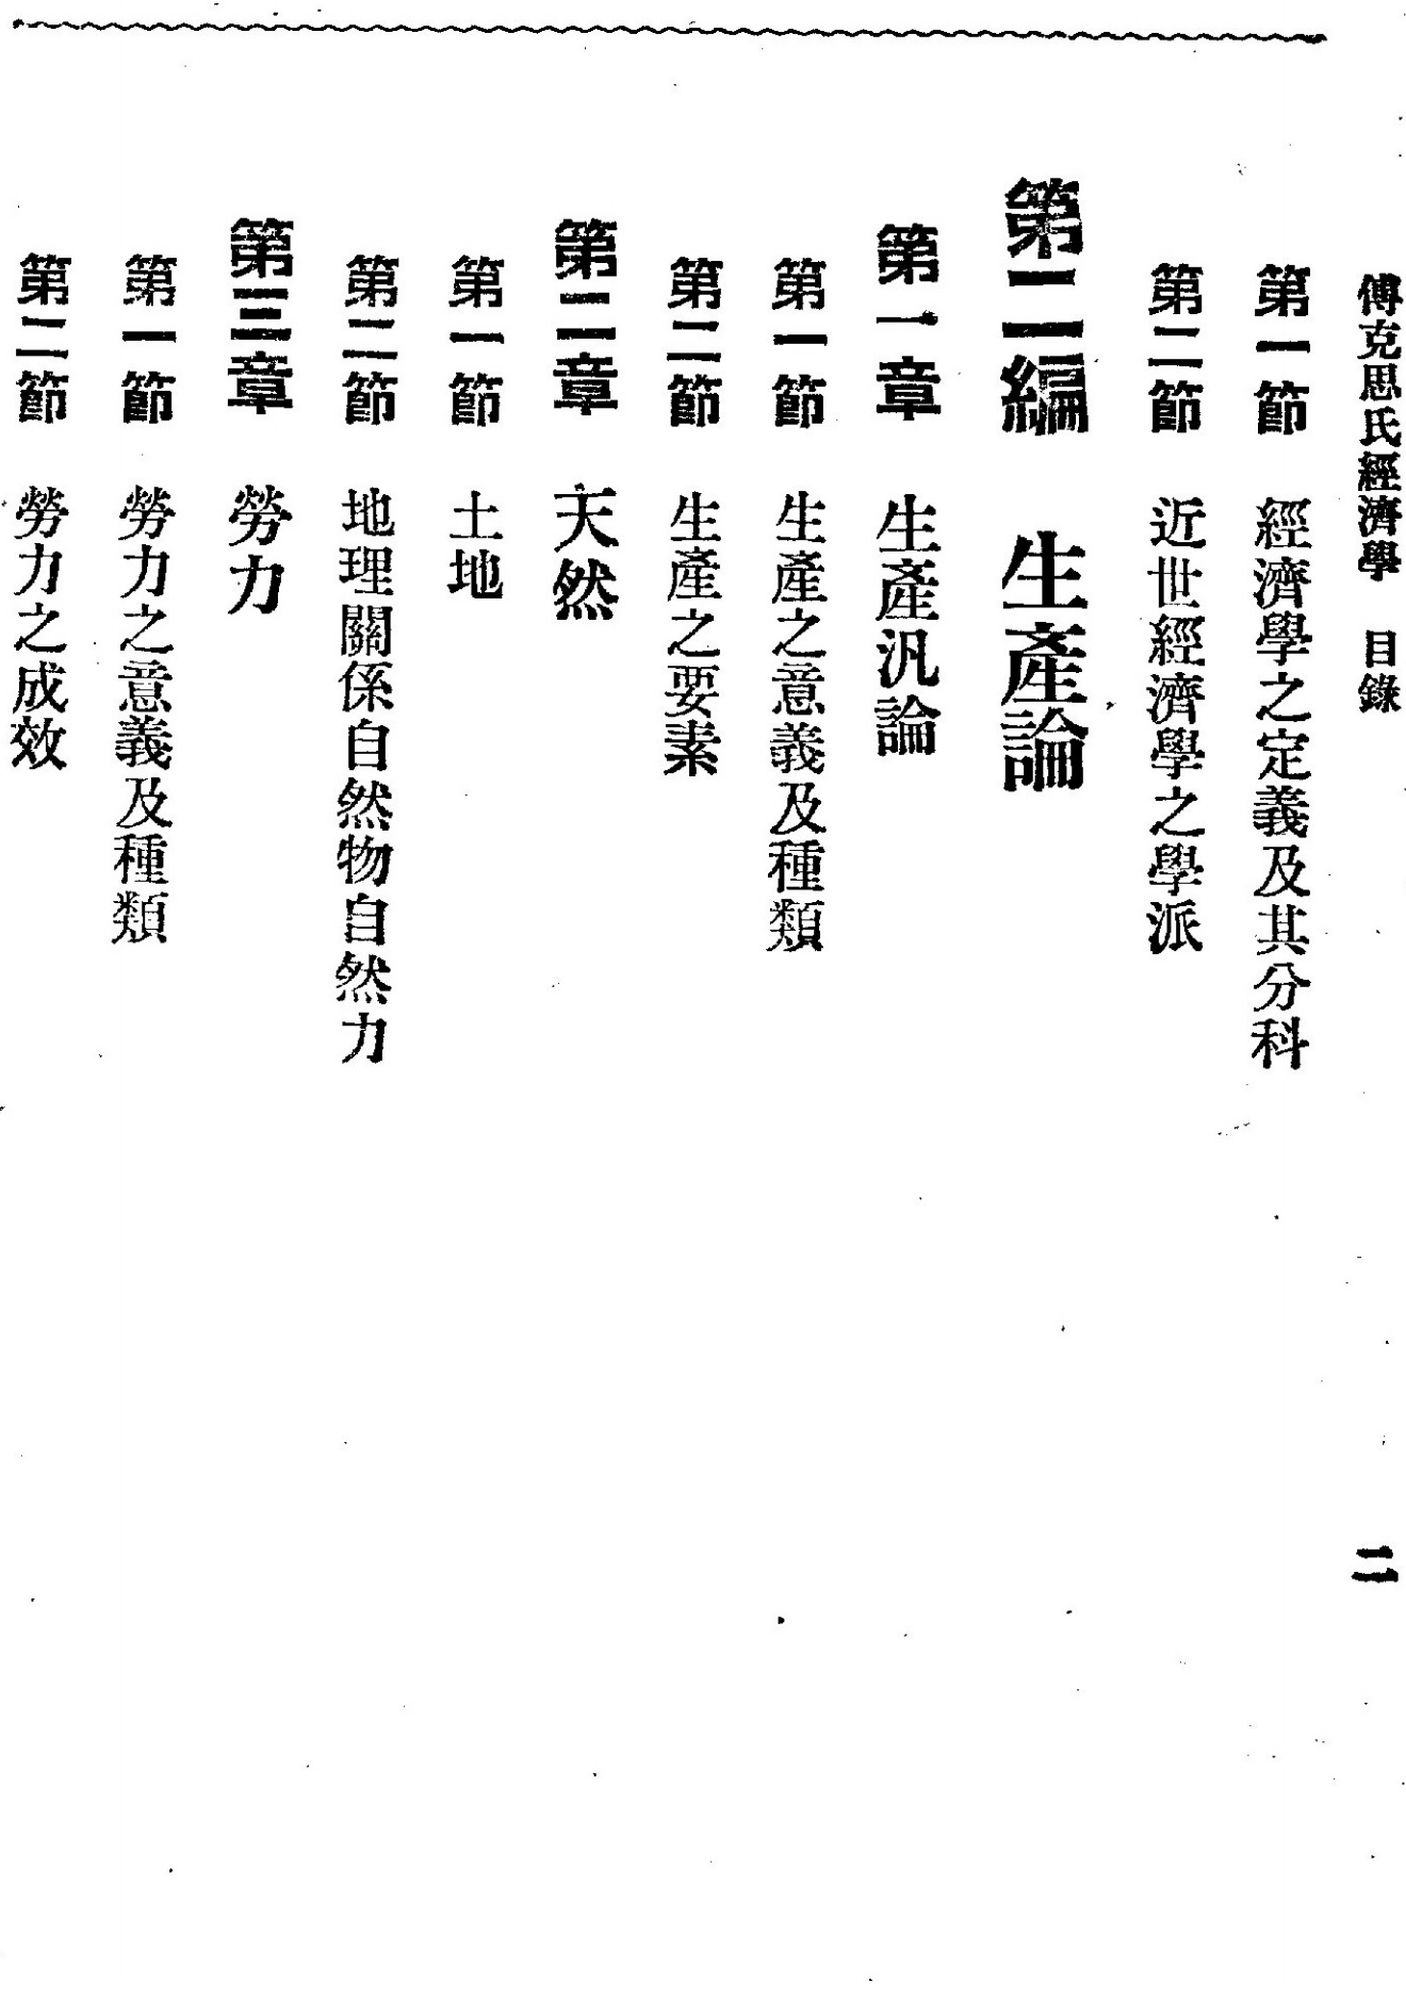 傅克思氏經濟學 目錄 二
第一節 經濟學之定義及其分科
第二節 近世經濟學之學派
第二編 生產論
第一章 生產汎論
第一節 生產之意義及種類
第二節 生產之要素
第二章 天然
第一節 土地
第二節 地理關係自然物自然力
第三章 勞力
第一節 勞力之意義及種類
第二節 勞力之成效